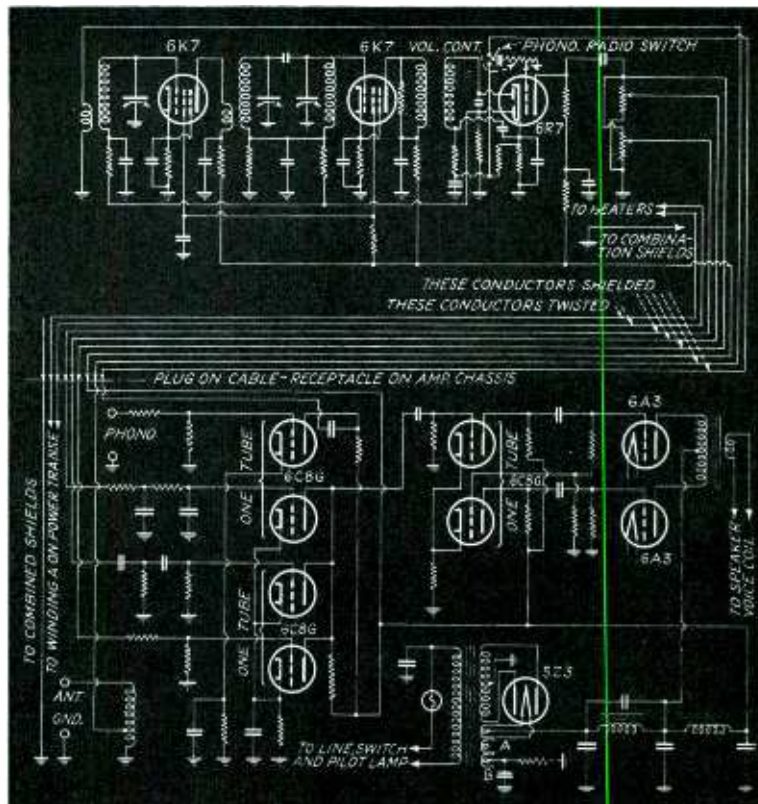 6K7
6K7
VOL. CONT.
PHONO. RADIO SWITCH
6R7
TO HEATERS
TO COMBINA-
TION SHIELDS
THESE CONDUCTORS SHIELDED
THESE CONDUCTORS TWISTED
PLUG ON CABLE-RECEPTACLE ON AMP. CHASSIS
PHONO
ONE TUBE
6C8G
ONE TUBE
6C8G
ONE TUBE
6C8G
6A3
6A3
TO SPEAKER
VOICE COIL
TO COMBINED SHIELDS
TO WINDING A ON POWER TRANSF.
ANT
GND.
S
5Z3
A
TO LINE, SWITCH
AND PILOT LAMP